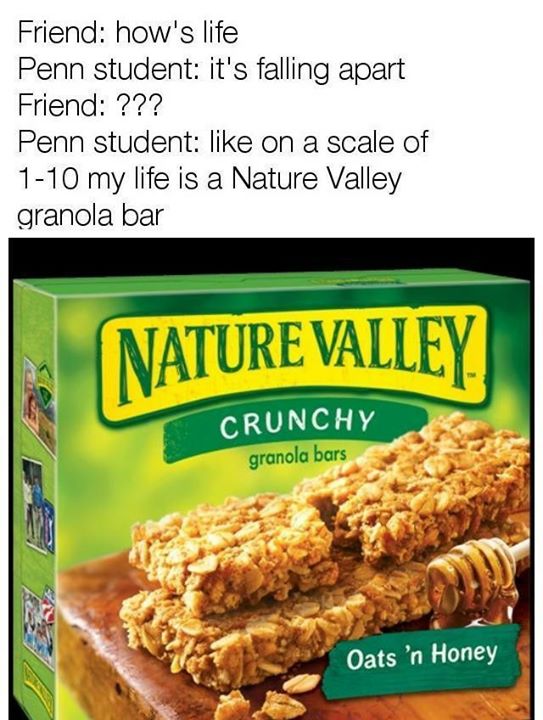 Friend: how's life
Penn student: it's falling apart
Friend: ???
Penn student: like on a scale of
1-10 my life is a Nature Valley
granola bar
NATURE VALLEY
CRUNCHY
granola bars
Oats 'n Honey